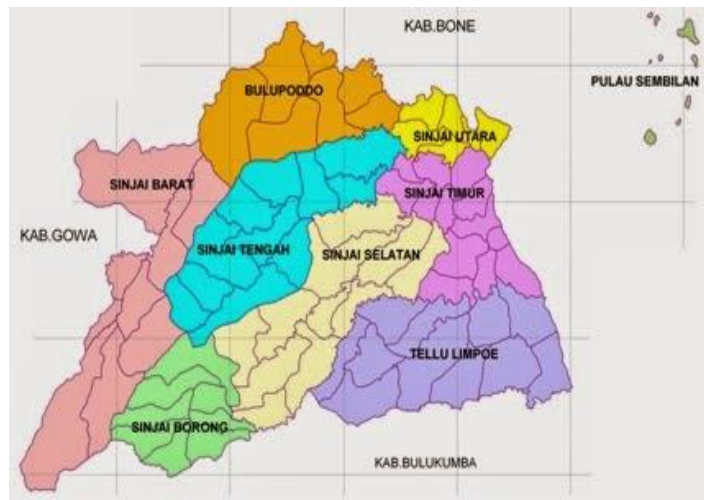 KAB.BONE
PULAU SEMBILAN
BULUPODDO
SINJAI UTARA
SINJAI BARAT
SINJAI TIMUR
KAB.GOWA
SINJAI TENGAH
SINJAI SELATAN
TELLU LIMPOE
SINJAI BORONG
KAB.BULUKUMBA